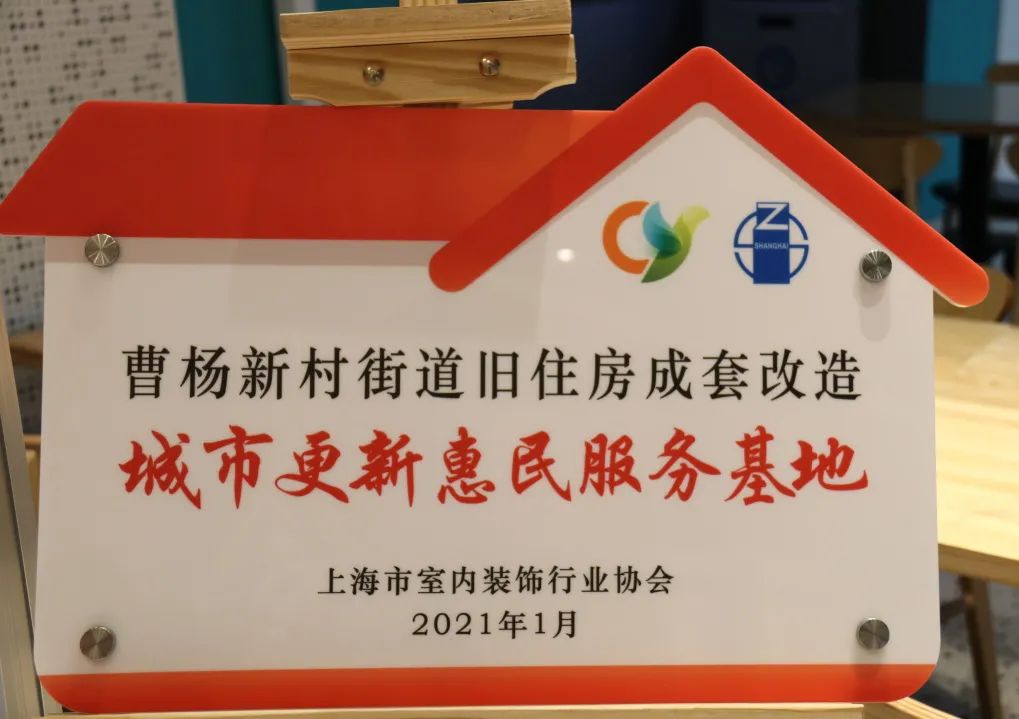 Z
SHANGHAI
曹杨新村街道旧住房成套改造
城市更新惠民服务基地
上海市室内装饰行业协会
2021年1月